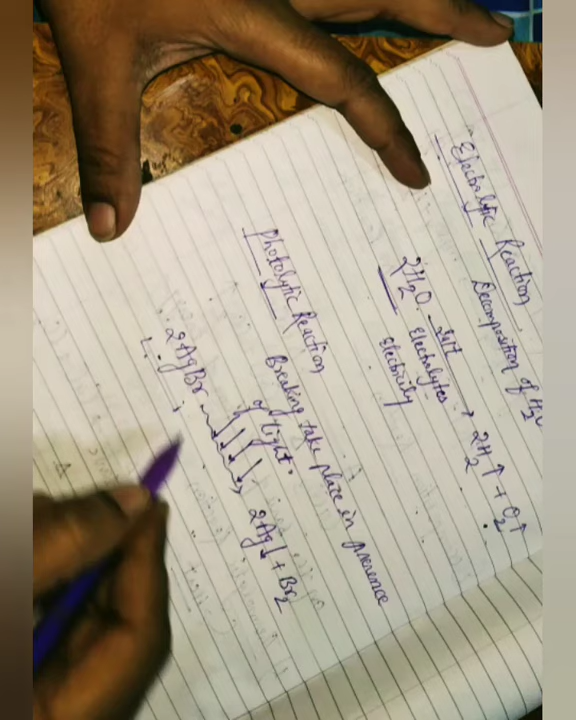 Electrolytic Reaction
Decomposition of H2O
2H2O Salt Electrolytes → 2H2↑ + O2↑
Electricity
Photolytic Reaction
Breaking take place in presence
of light.
2AgBr → 2Ag↓ + Br2